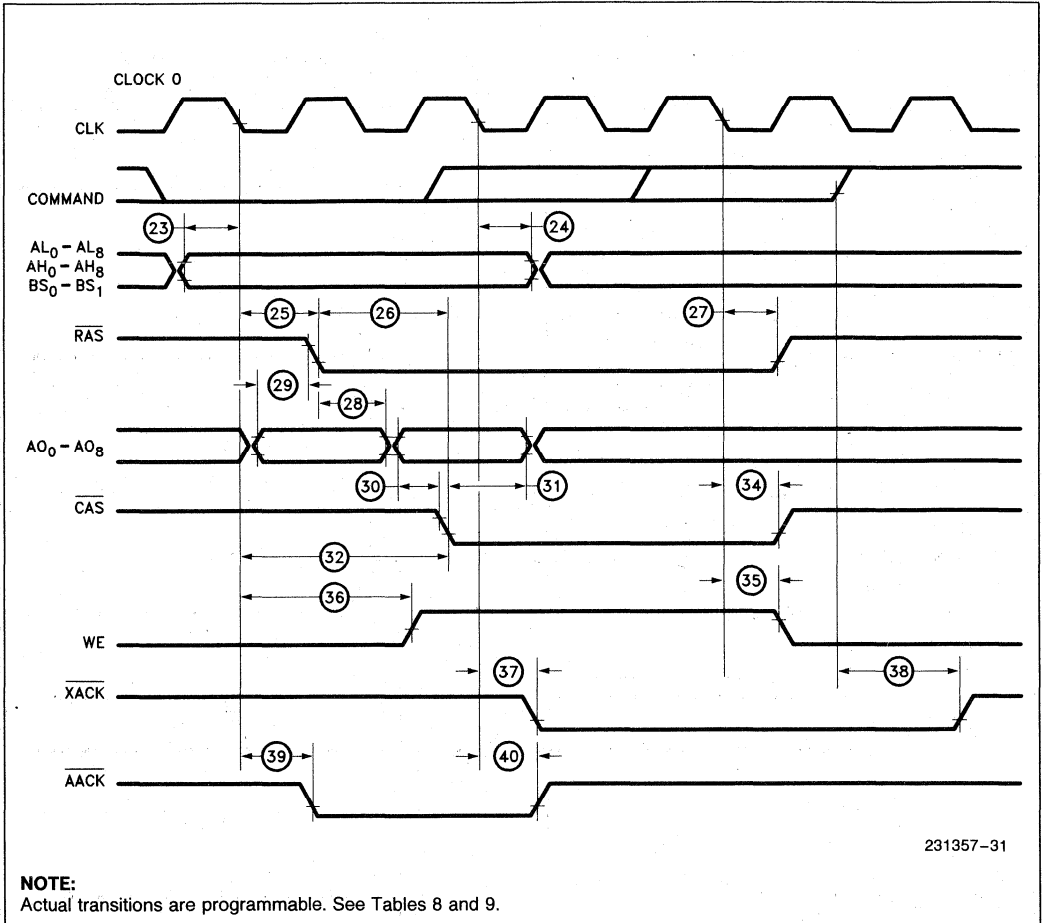 CLOCK 0
CLK
COMMAND
23
24
AL0 – AL8
AH0 – AH8
BS0 – BS1
25
26
27
RAS
29
28
AO0 – AO8
30
31
34
CAS
32
35
36
WE
37
38
XACK
39
40
AACK
231357–31
NOTE:
Actual transitions are programmable. See Tables 8 and 9.